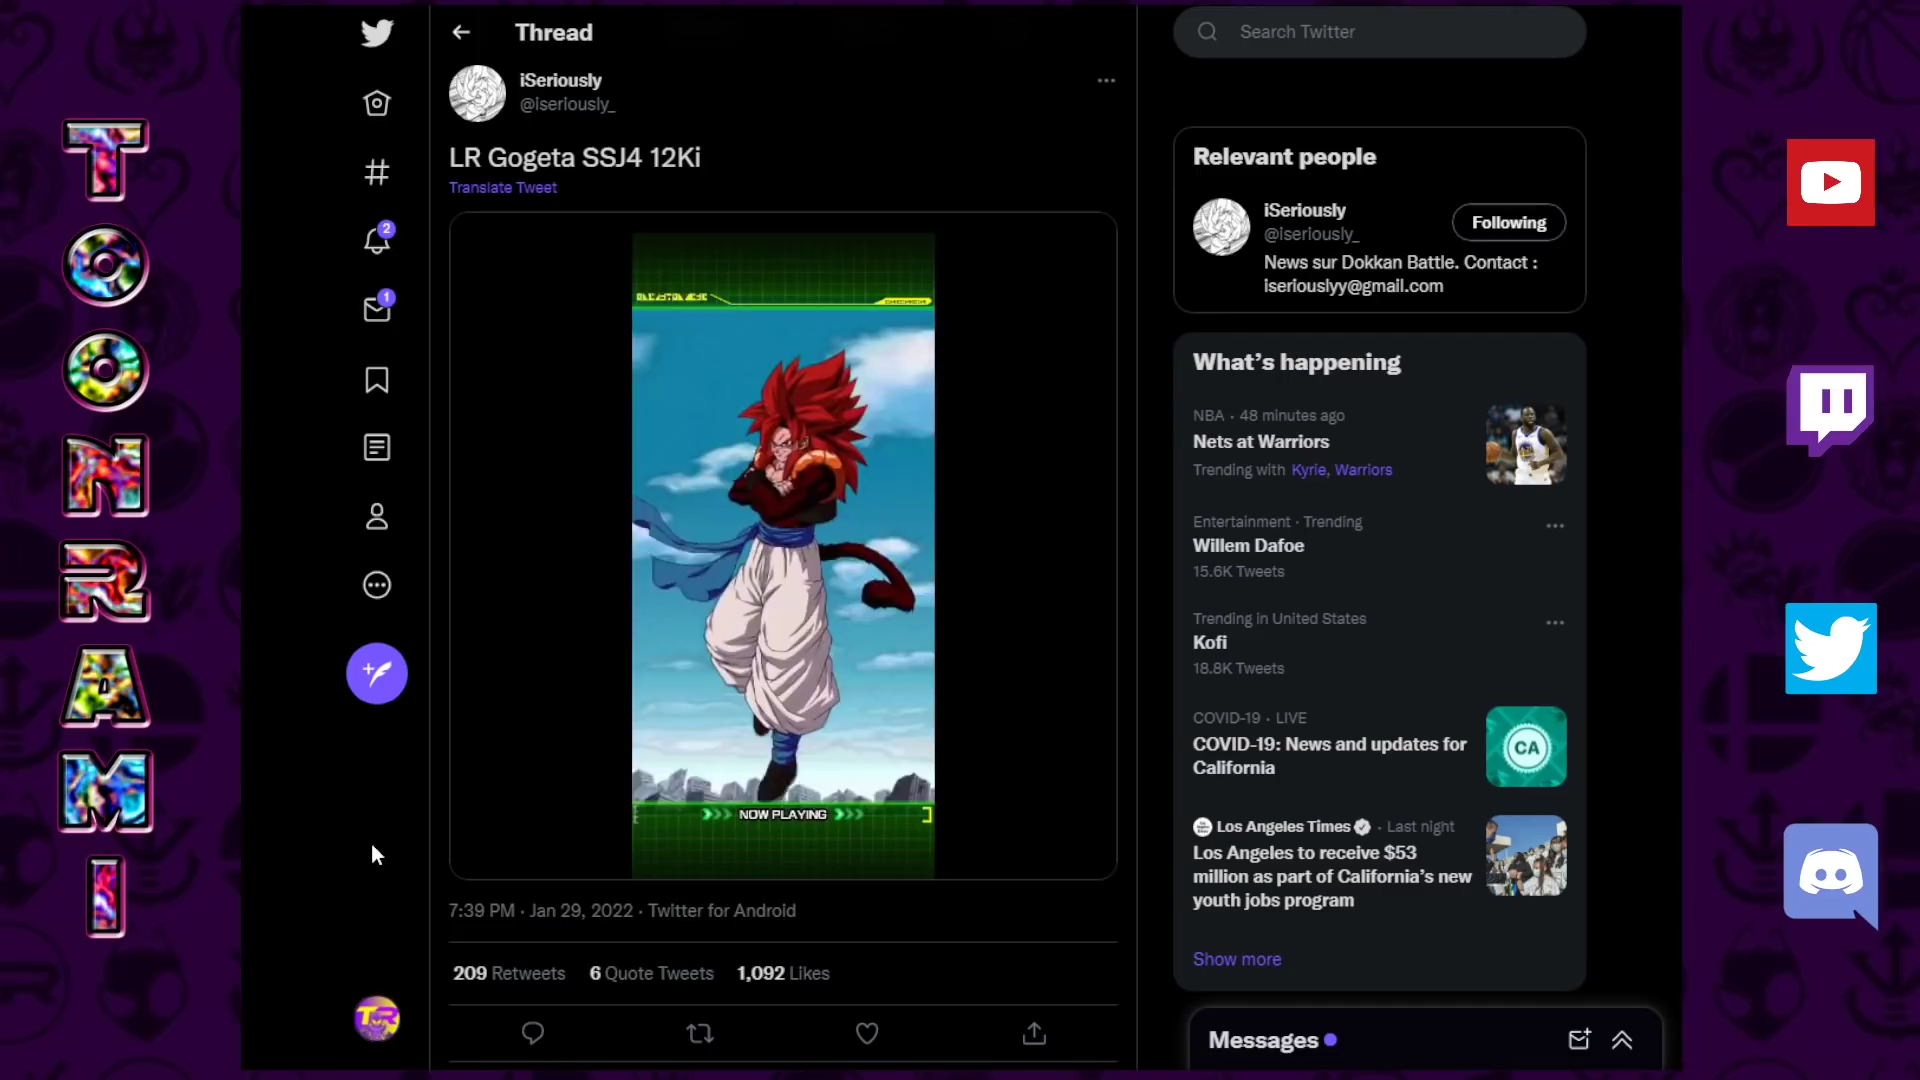 TOONRAMI
Thread
iSeriously
@iseriously_
LR Gogeta SSJ4 12Ki
Translate Tweet
2
1
NOW PLAYING
7:39 PM · Jan 29, 2022 · Twitter for Android
209 Retweets 6 Quote Tweets 1,092 Likes
TR
Search Twitter
Relevant people
iSeriously
@iseriously_
Following
News sur Dokkan Battle. Contact :
iseriouslyy@gmail.com
What's happening
NBA · 48 minutes ago
Nets at Warriors
Trending with Kyrie, Warriors
Entertainment · Trending
Willem Dafoe
15.6K Tweets
Trending in United States
Kofi
18.8K Tweets
COVID-19 · LIVE
COVID-19: News and updates for
California
CA
Los Angeles Times · Last night
Los Angeles to receive $53
million as part of California's new
youth jobs program
Show more
Messages